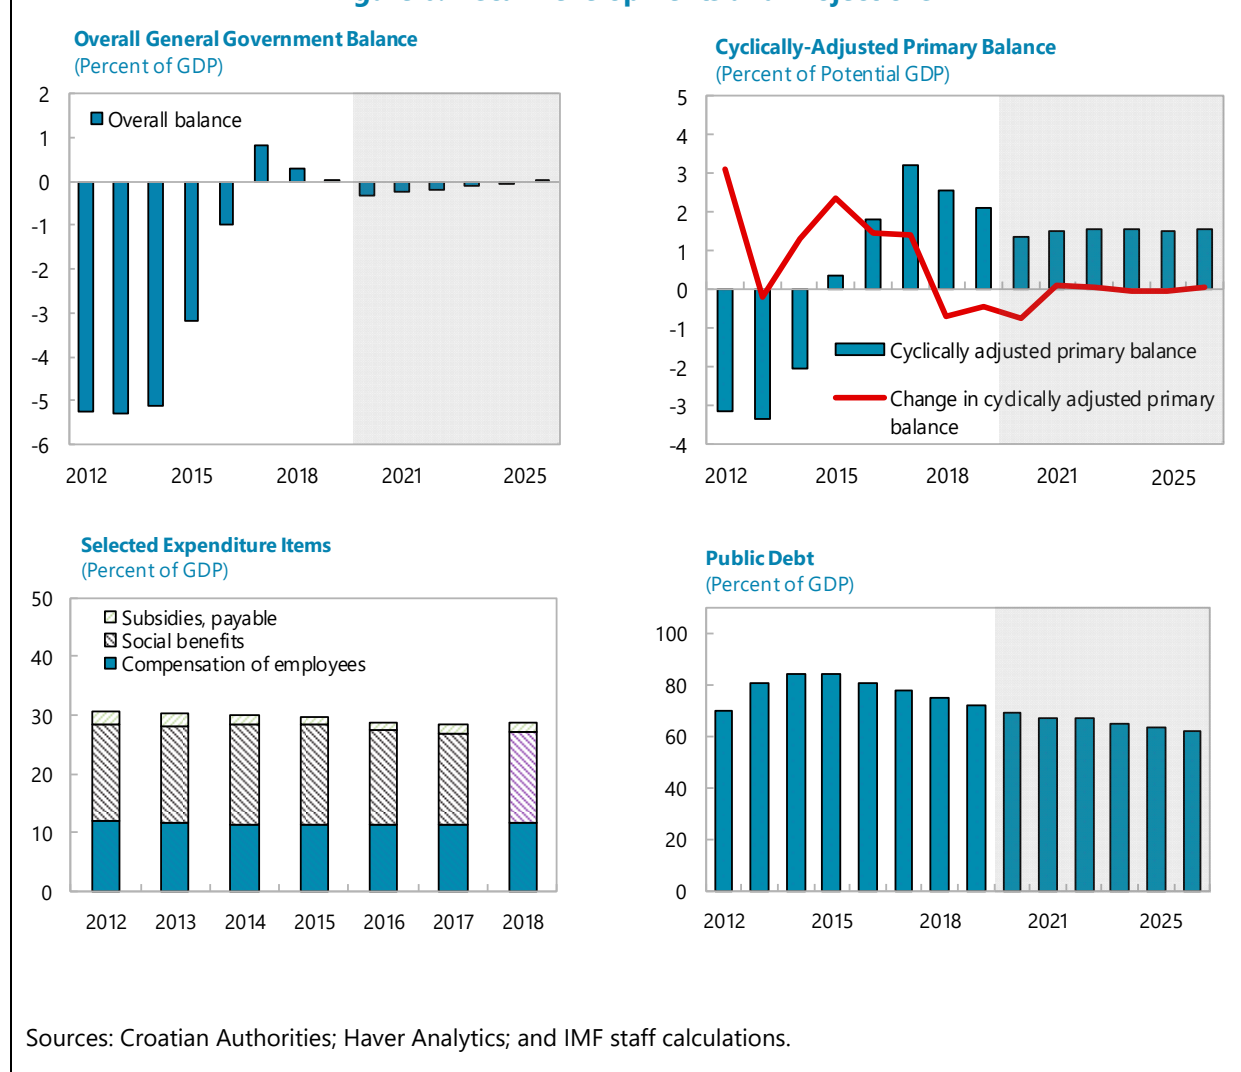 Overall General Government Balance
(Percent of GDP)
2
1
0
-1
-2
-3
-4
-5
-6
Overall balance
2012 2015 2018 2021 2025
Cyclically-Adjusted Primary Balance
(Percent of Potential GDP)
5
4
3
2
1
0
-1
-2
-3
-4
Cyclically adjusted primary balance
Change in cyclically adjusted primary
balance
2012 2015 2018 2021 2025
Selected Expenditure Items
(Percent of GDP)
50
40
30
20
10
0
Subsidies, payable
Social benefits
Compensation of employees
2012 2013 2014 2015 2016 2017 2018
Public Debt
(Percent of GDP)
100
80
60
40
20
0
2012 2015 2018 2021 2025
Sources: Croatian Authorities; Haver Analytics; and IMF staff calculations.